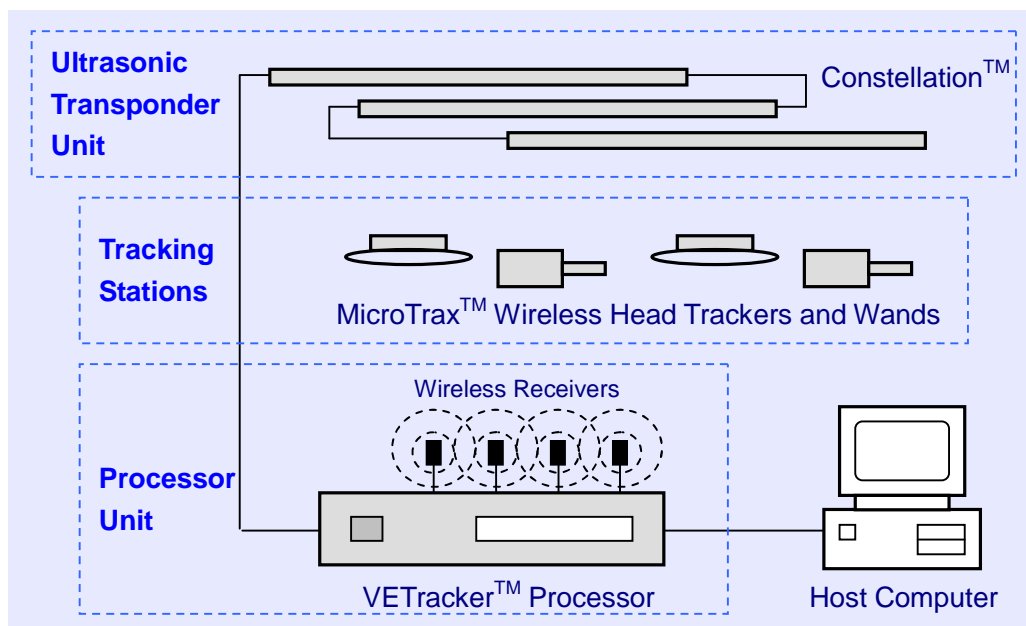 Ultrasonic
Transponder
Unit
Constellation™
Tracking
Stations
MicroTrax™ Wireless Head Trackers and Wands
Wireless Receivers
Processor
Unit
VETracker™ Processor
Host Computer